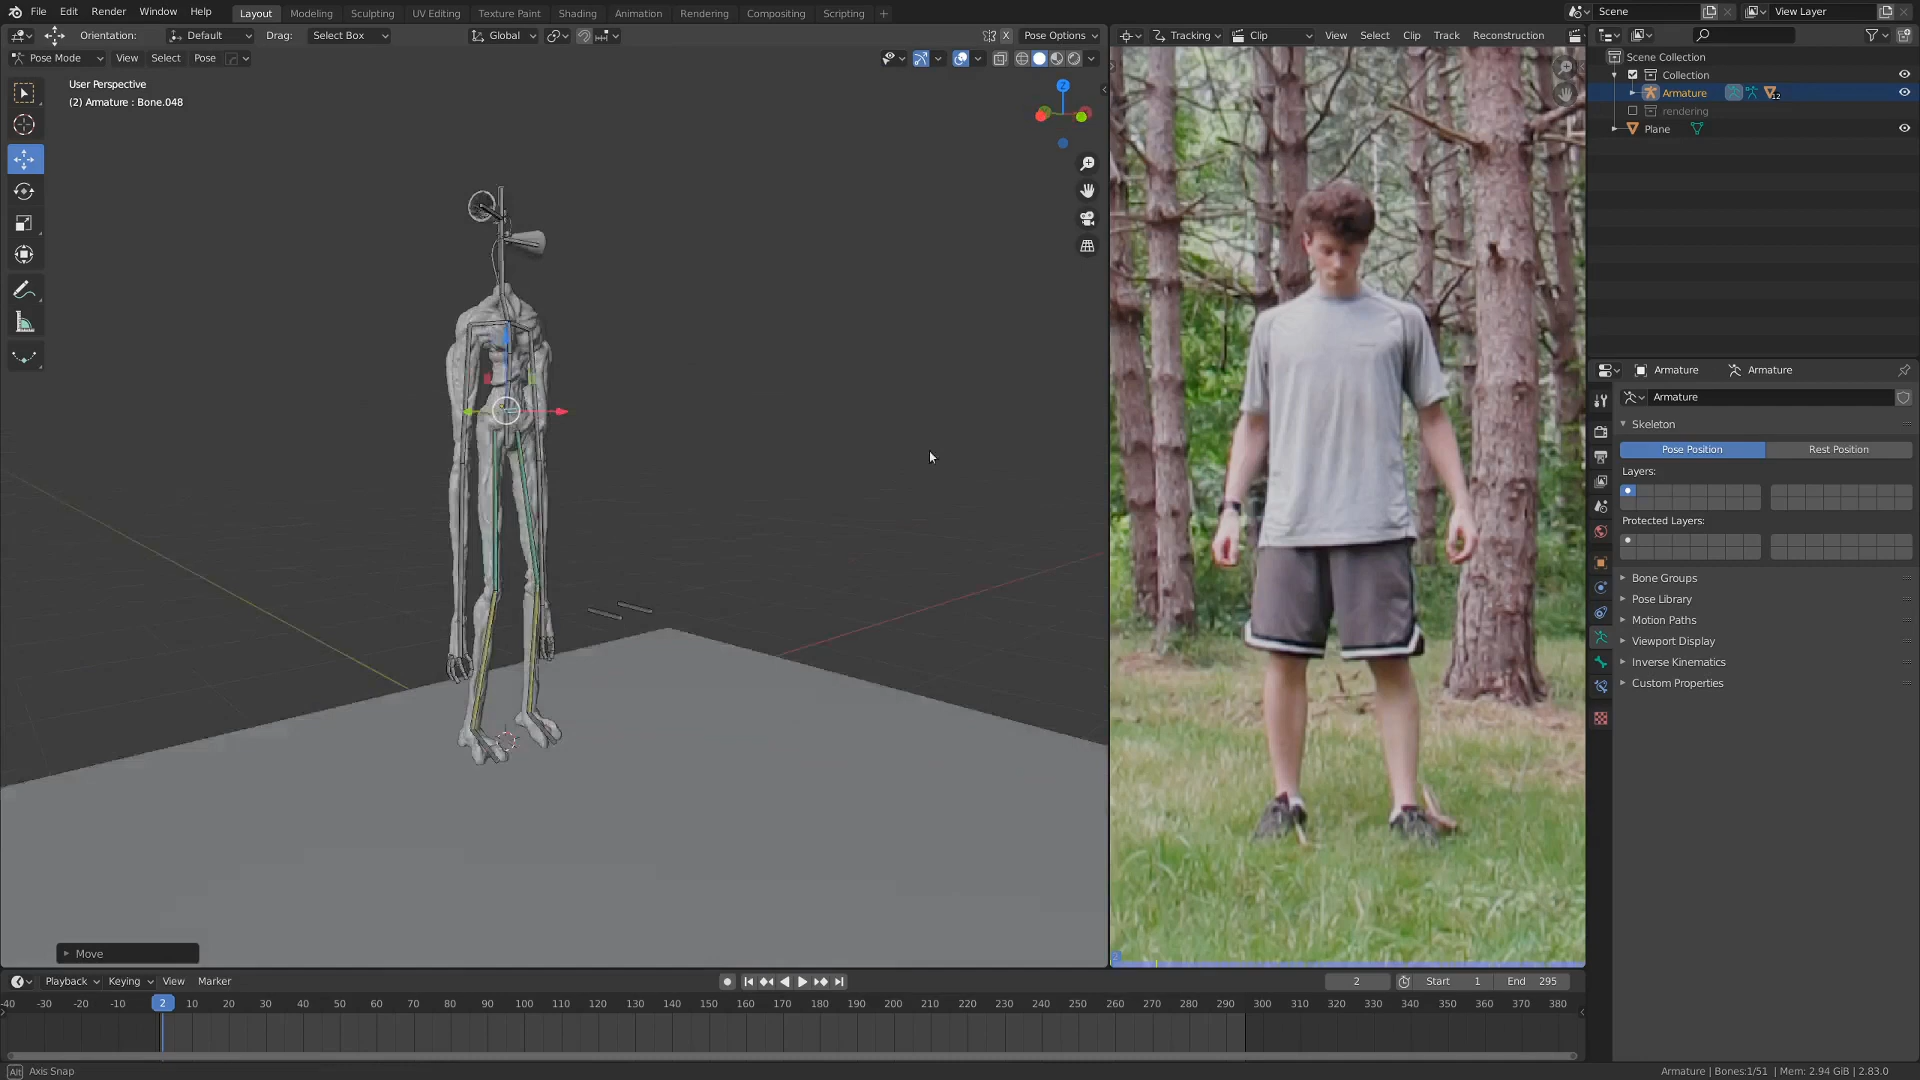 File Edit Render Window Help Layout Modeling Sculpting UV Editing Texture Paint Shading Animation Rendering Compositing Scripting + Scene View Layer
Orientation: Default Drag: Select Box Global X Pose Options Tracking Clip View Select Clip Track Reconstruction
Pose Mode View Select Pose
User Perspective
(2) Armature : Bone.048
Z
Scene Collection
Collection
Armature 12
rendering
Plane
Armature Armature
Armature
Skeleton
Pose Position Rest Position
Layers:
Protected Layers:
Bone Groups
Pose Library
Motion Paths
Viewport Display
Inverse Kinematics
Custom Properties
Move
2
Playback Keying View Marker 2 Start 1 End 295
-40 -30 -20 -10 2 10 20 30 40 50 60 70 80 90 100 110 120 130 140 150 160 170 180 190 200 210 220 230 240 250 260 270 280 290 300 310 320 330 340 350 360 370 380
Alt Axis Snap Armature | Bones:1/51 | Mem: 2.94 GiB | 2.83.0